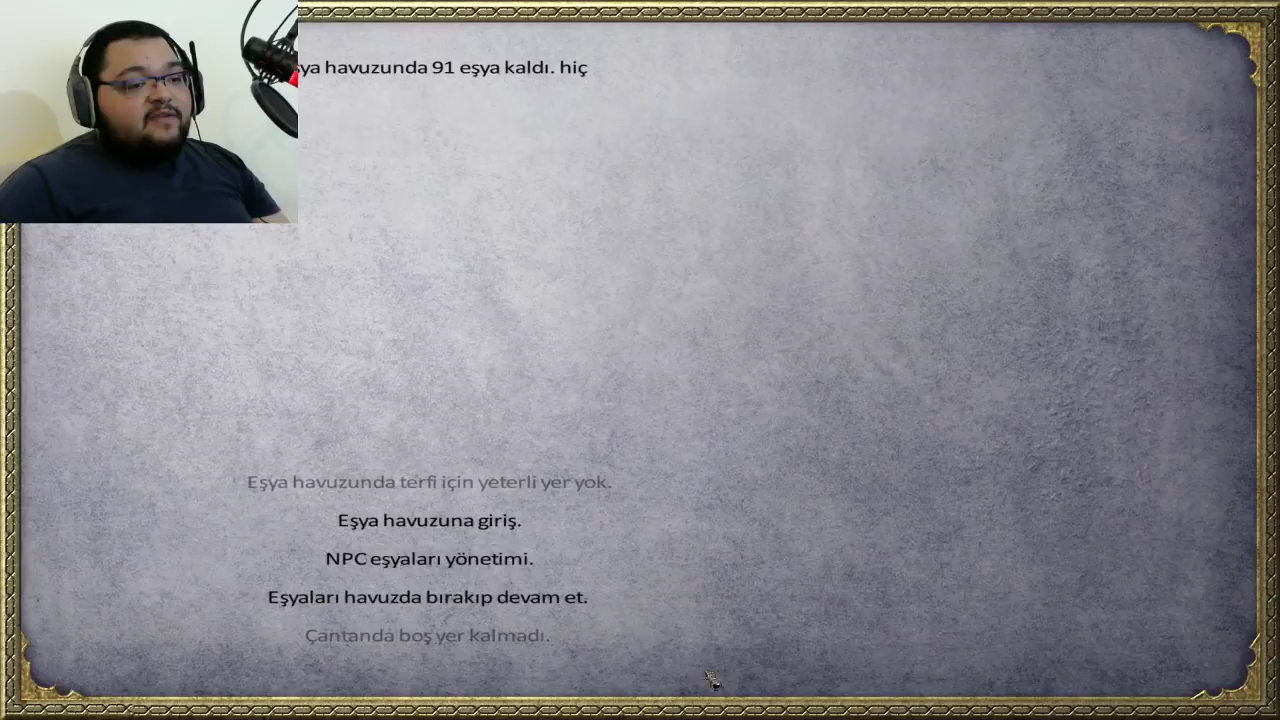 havuzunda 91 eşya kaldı. hiç
Eşya havuzunda terfi için yeterli yer yok.
Eşya havuzuna giriş.
NPC eşyaları yönetimi.
Eşyaları havuzda bırakıp devam et.
Çantanda boş yer kalmadı.